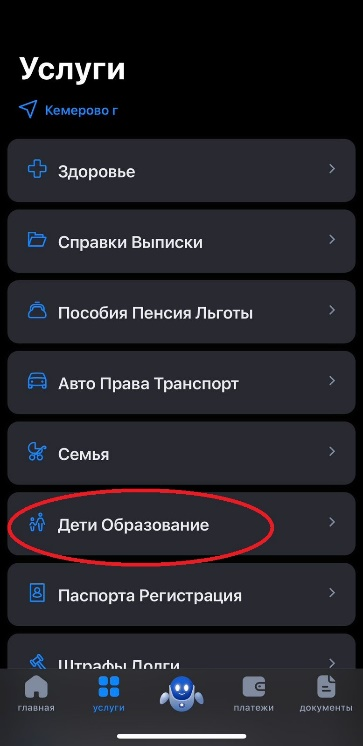 Услуги
Кемерово г
Здоровье
Справки Выписки
Пособия Пенсия Льготы
Авто Права Транспорт
Семья
Дети Образование
Паспорта Регистрация
Штрафы Долги
главная
услуги
платежи
документы